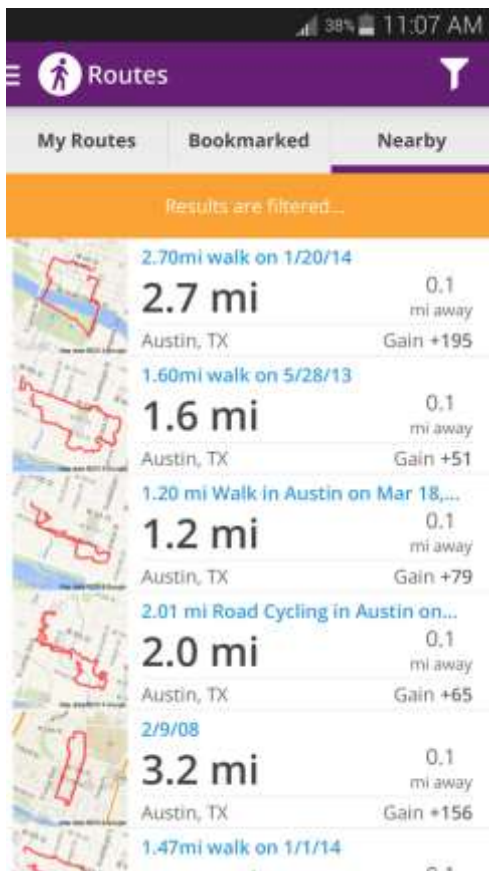 38% 11:07 AM
Routes
My Routes Bookmarked Nearby
Results are filtered...
2.70mi walk on 1/20/14
2.7 mi 0.1 mi away
Austin, TX Gain +195
1.60mi walk on 5/28/13
1.6 mi 0.1 mi away
Austin, TX Gain +51
1.20 mi Walk in Austin on Mar 18,...
1.2 mi 0.1 mi away
Austin, TX Gain +79
2.01 mi Road Cycling in Austin on...
2.0 mi 0.1 mi away
Austin, TX Gain +65
2/9/08
3.2 mi 0.1 mi away
Austin, TX Gain +156
1.47mi walk on 1/1/14